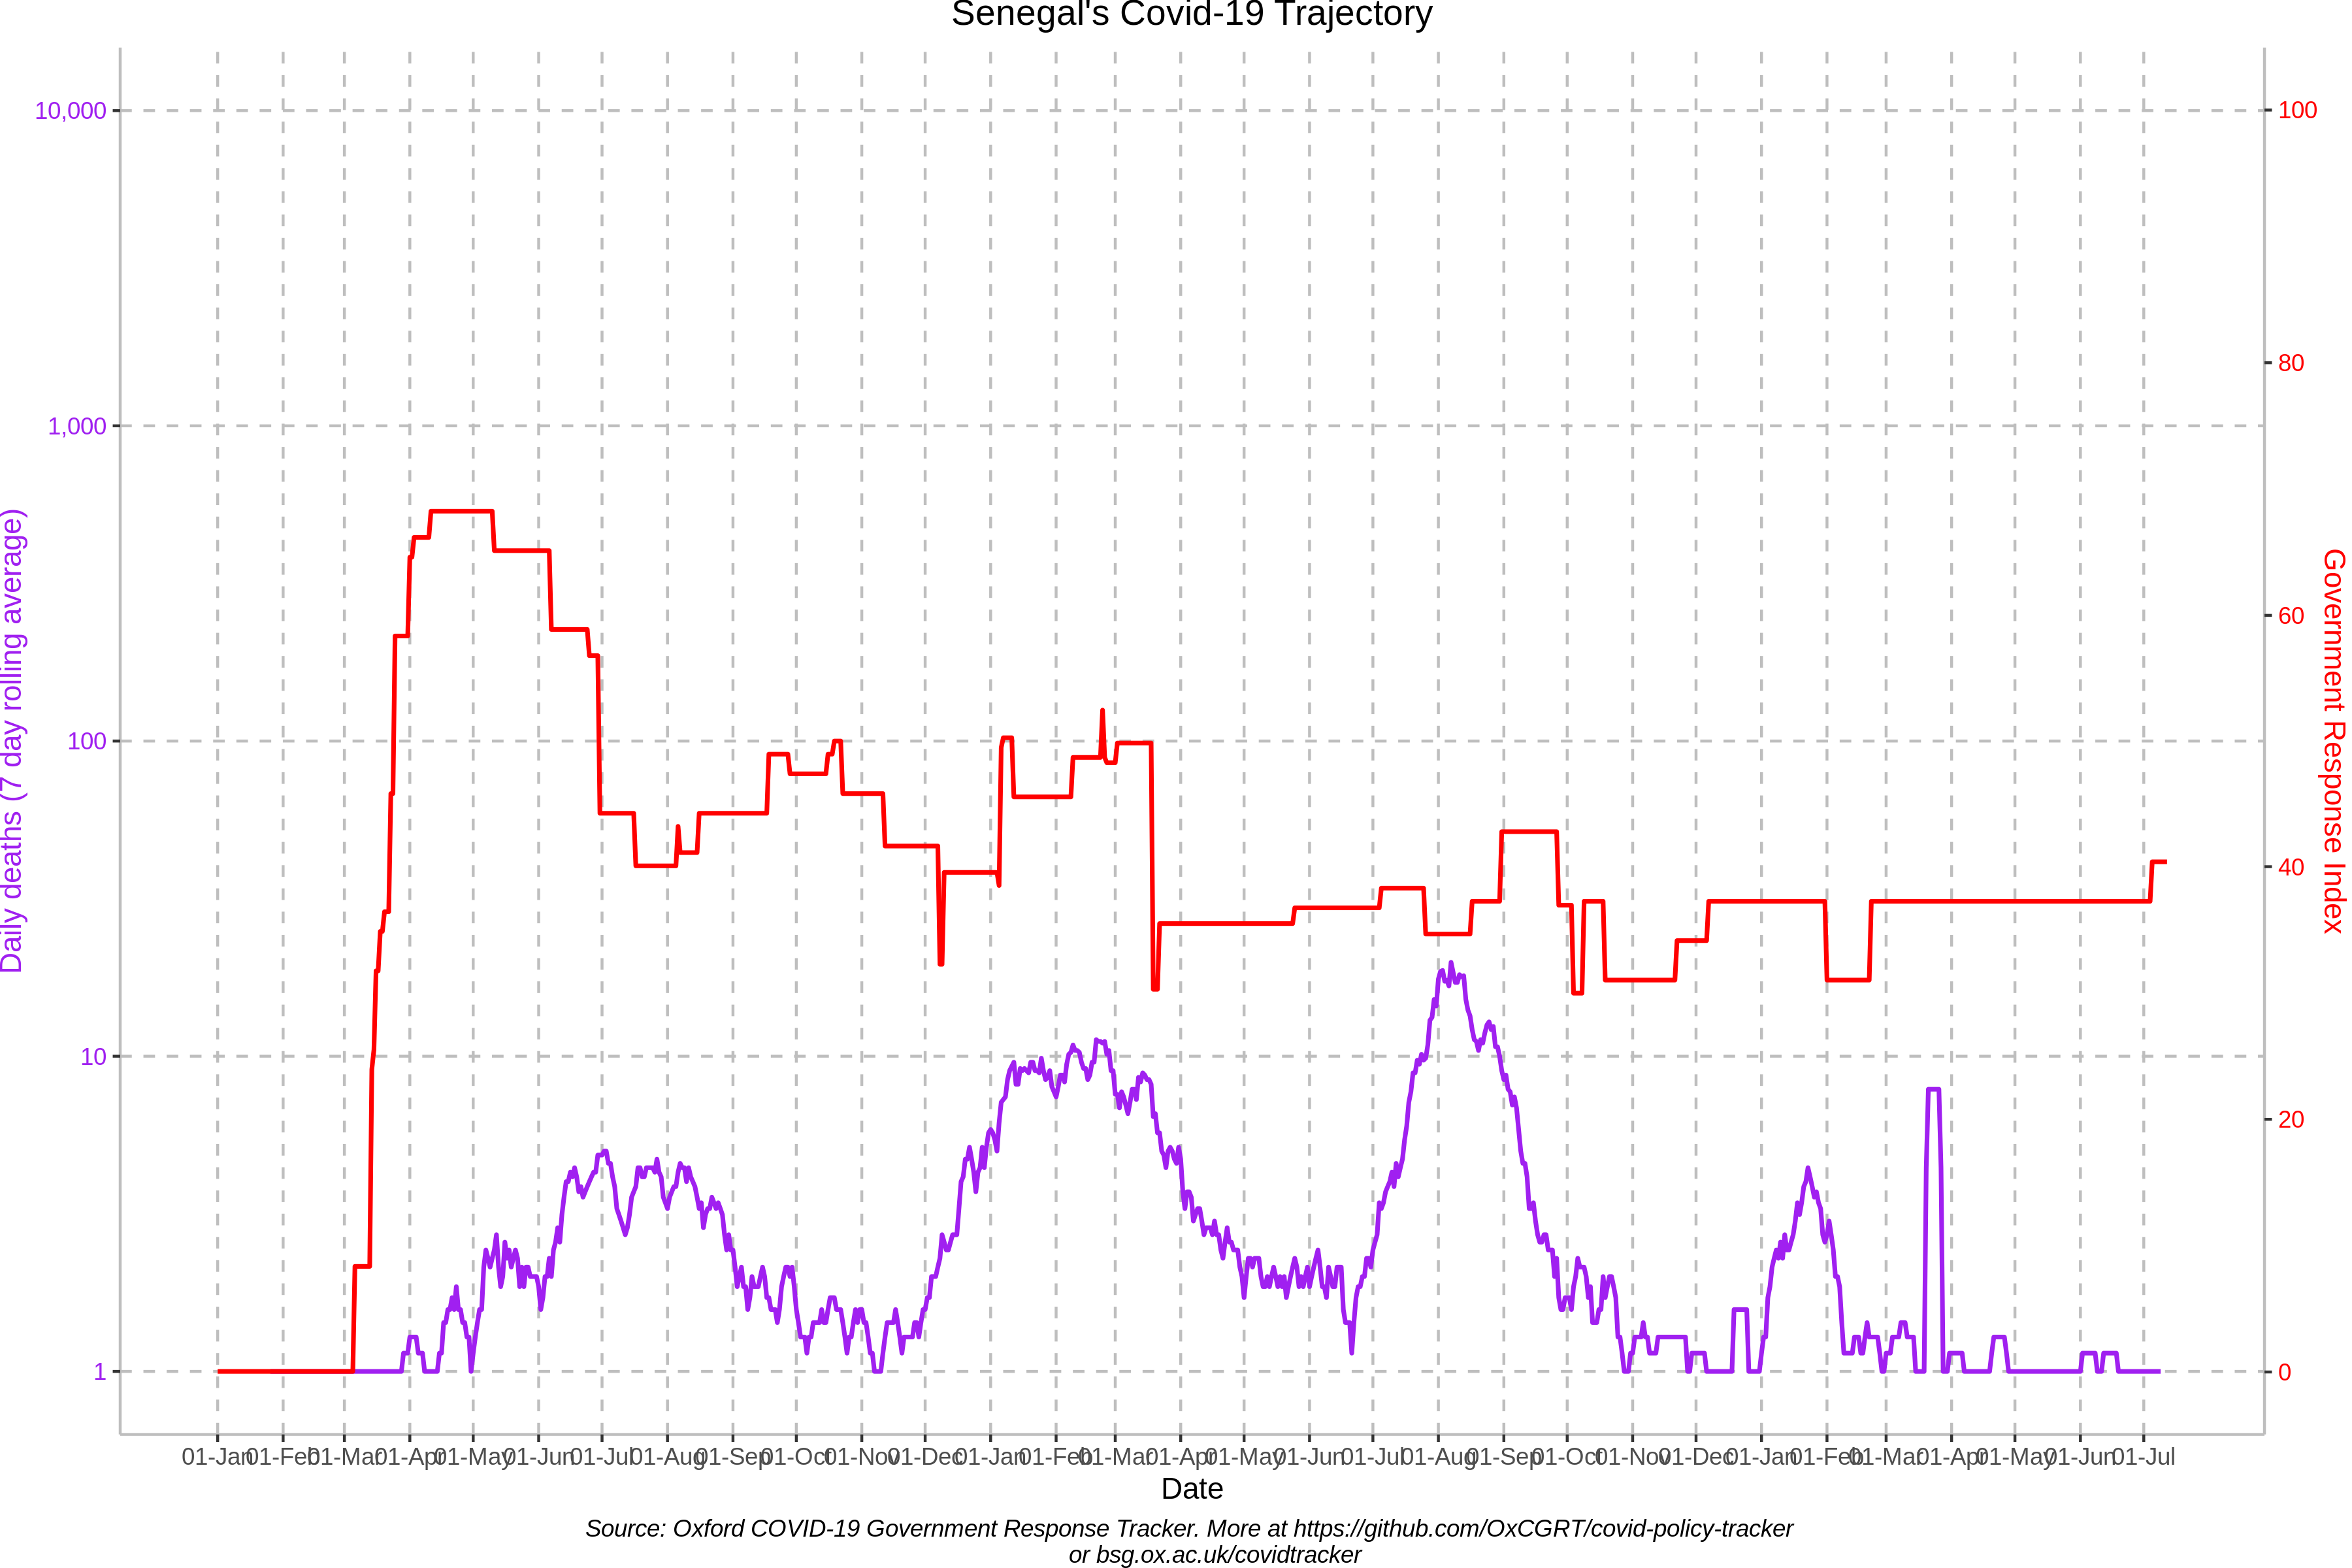 Senegal's Covid-19 Trajectory
Daily deaths (7 day rolling average)
10,000
1,000
100
10
1
100
80
60
40
20
0
Government Response Index
01-Jan 01-Feb 01-Mar 01-Apr 01-May 01-Jun 01-Jul 01-Aug 01-Sep 01-Oct 01-Nov 01-Dec 01-Jan 01-Feb 01-Mar 01-Apr 01-May 01-Jun 01-Jul 01-Aug 01-Sep 01-Oct 01-Nov 01-Dec 01-Jan 01-Feb 01-Mar 01-Apr 01-May 01-Jun 01-Jul
Date
Source: Oxford COVID-19 Government Response Tracker. More at https://github.com/OxCGRT/covid-policy-tracker
or bsg.ox.ac.uk/covidtracker